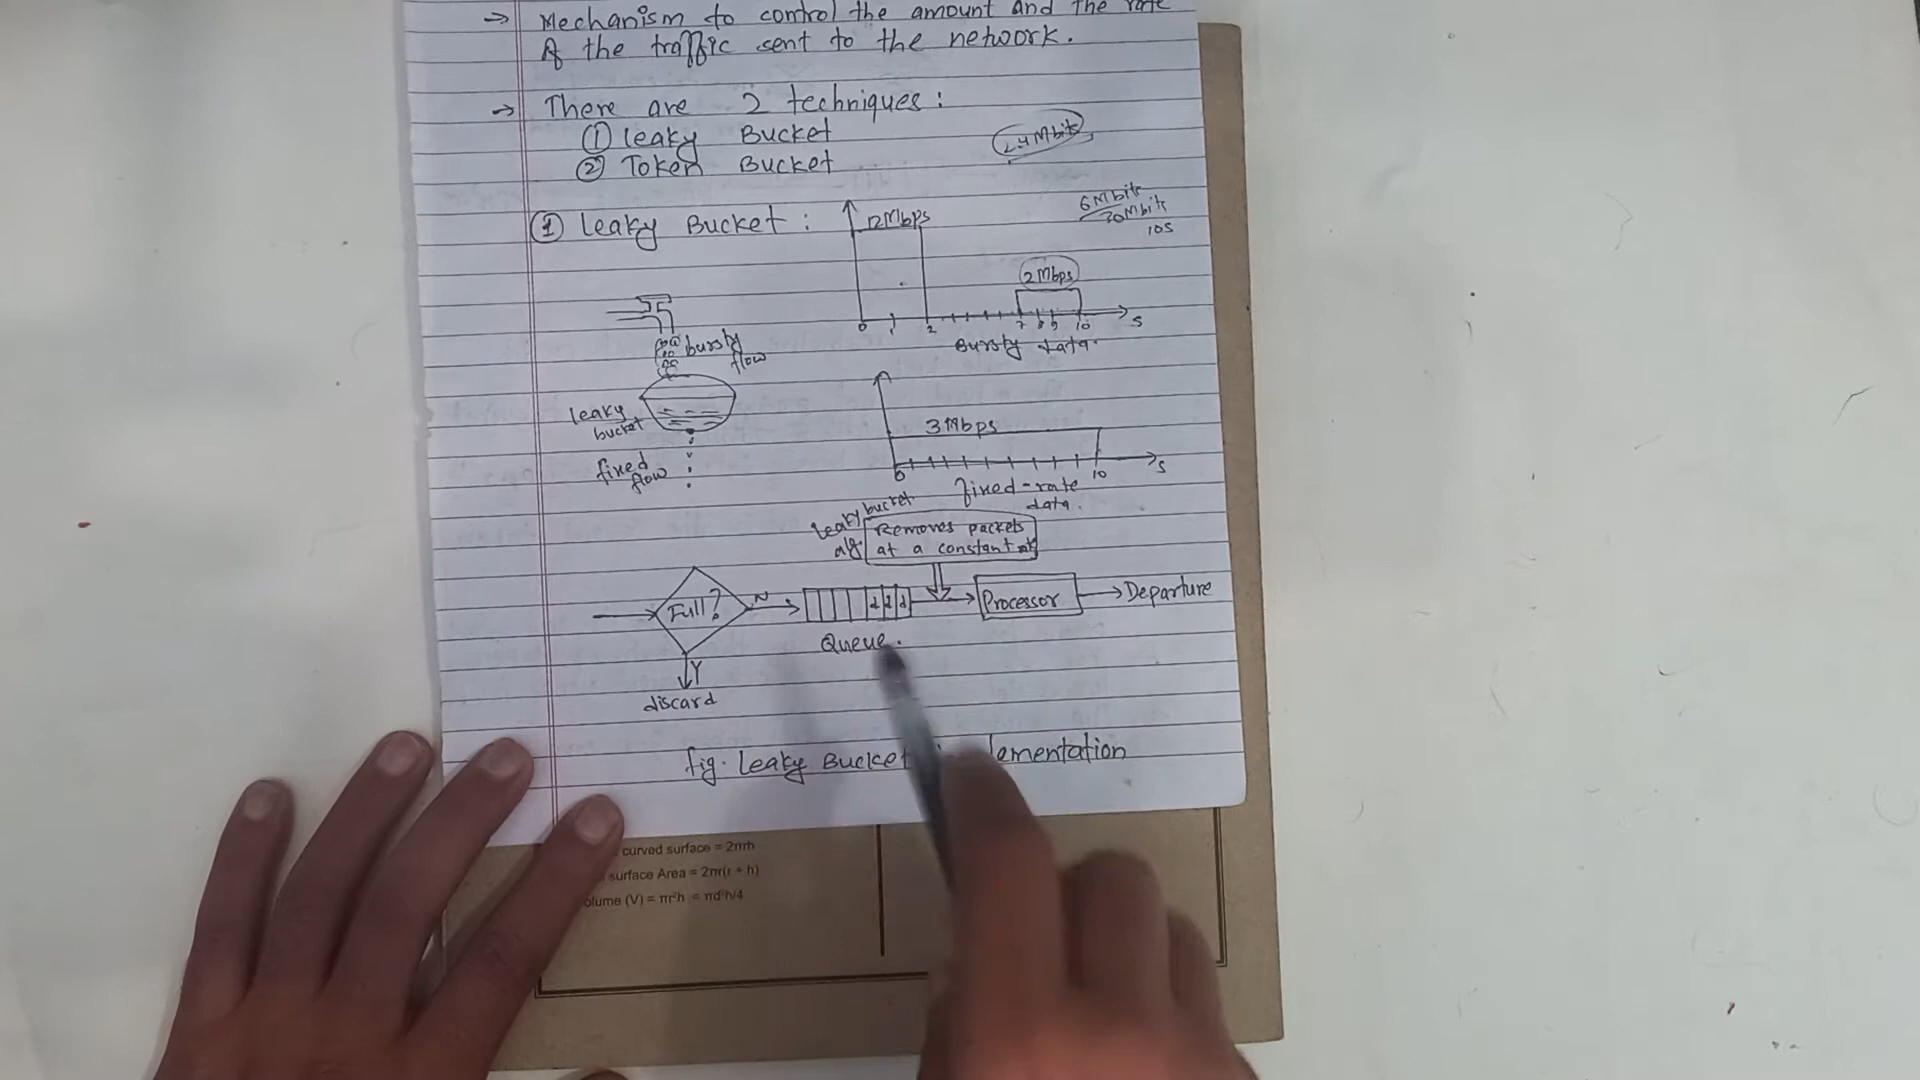 → Mechanism to control the amount and the rate
of the traffic sent to the network.
→ There are 2 techniques:
① Leaky Bucket
② Token Bucket
24Mbits
① Leaky Bucket :
12Mbps
6Mbits
30Mbits
10s
2Mbps
0 1 2 7 8 9 10 s
Bursty data.
bursty
flow
leaky
bucket
fixed
flow
3Mbps
0 10 s
fixed-rate
data.
leaky bucket
alg.
Removes packets
at a constant
Full? N
Processor → Departure
Queue.
Y
discard
fig. Leaky Bucket lementation
curved surface = 2πrh
surface Area = 2πr(r + h)
olume (V) = πr²h = πd²h/4